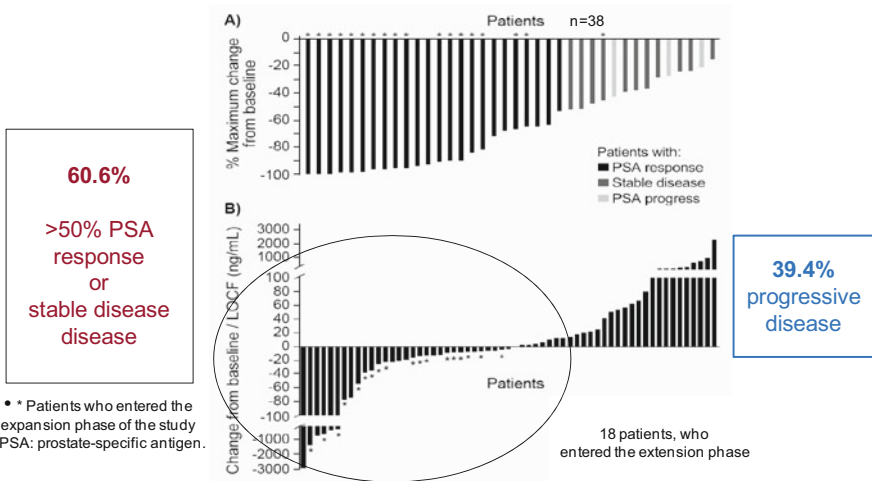 A)
Patients n=38
% Maximum change
from baseline
0
-20
-40
-60
-80
-100
Patients with:
PSA response
Stable disease
PSA progress
60.6%
>50% PSA
response
or
stable disease
disease
• * Patients who entered the
expansion phase of the study
PSA: prostate-specific antigen.
B)
Change from baseline / LOCF (ng/mL)
3000
2000
1000
100
80
60
40
20
0
-20
-40
-60
-80
-100
-1000
-2000
-3000
Patients
39.4%
progressive
disease
18 patients, who
entered the extension phase